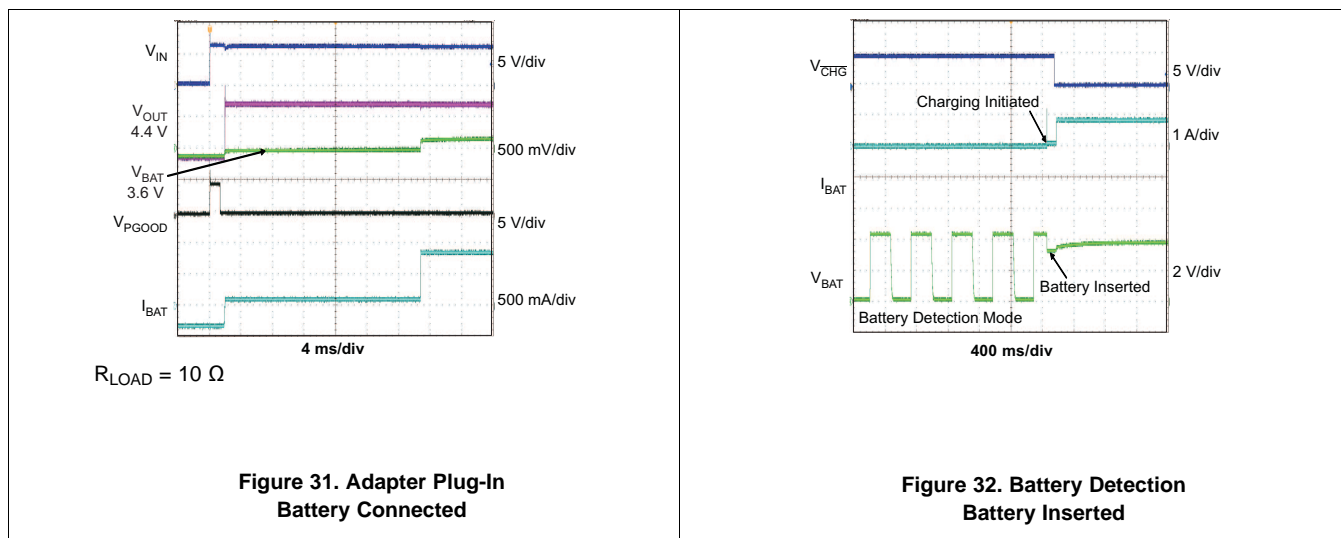 V_IN
5 V/div
V_OUT
4.4 V
500 mV/div
V_BAT
3.6 V
V_PGOOD
5 V/div
I_BAT
500 mA/div
4 ms/div
R_LOAD = 10 Ω
Figure 31. Adapter Plug-In
Battery Connected
V_C̅H̅G̅
5 V/div
Charging Initiated
1 A/div
I_BAT
Battery Inserted
V_BAT
2 V/div
Battery Detection Mode
400 ms/div
Figure 32. Battery Detection
Battery Inserted